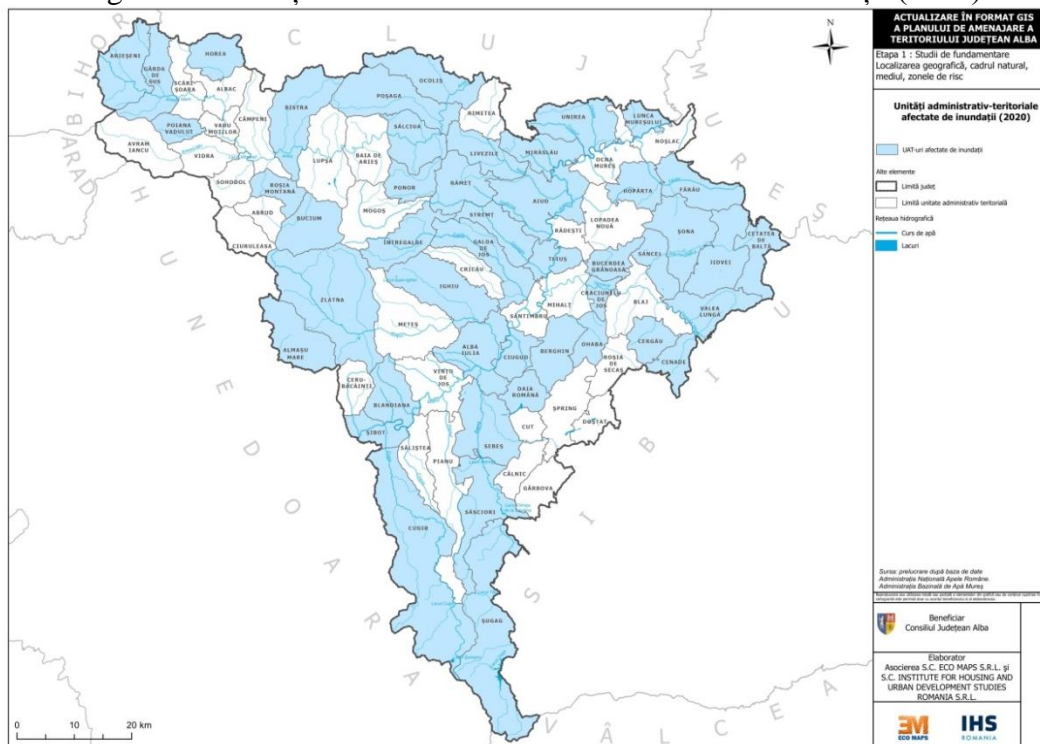 C L U J
M U R E Ș
S I B I U
V Â L C E A
H U N E D O A R A
ARAD
BIHOR
N
ARIEȘENI
GÂRDA
DE
SUS
SCĂRI-
ȘOARA
HOREA
ALBAC
CÂMPENI
POIANA
VADULUI
VADU
MOȚILOR
AVRAM
IANCU
VIDRA
SOHODOL
ROȘIA
MONTANĂ
ABRUD
CIURULEASA
BUCIUM
BISTRA
LUPȘA
BAIA DE
ARIEȘ
MOGOȘ
POȘAGA
OCOLIȘ
SĂLCIUA
RIMETEA
LIVEZILE
PONOR
RÂMEȚ
MIRĂSLĂU
UNIREA
LUNCA
MUREȘULUI
NOȘLAC
OCNA
MUREȘ
AIUD
STREMȚ
ÎNTREGALDE
GALDA
DE
JOS
CRICĂU
IGHIU
TEIUȘ
RĂDEȘTI
LOPADEA
NOUĂ
HOPÂRTA
FĂRĂU
ȘONA
CETATEA
DE
BALTĂ
JIDVEI
SÂNCEL
BUCERDEA
GRÂNOASĂ
CRĂCIUNELU
DE
JOS
BLAJ
VALEA
LUNGĂ
MIHALȚ
SÂNTIMBRU
ZLATNA
METEȘ
ALMAȘU
MARE
ALBA
IULIA
CIUGUD
BERGHIN
OHABA
CERGĂU
CENADE
ROȘIA
DE
SECAȘ
DAIA
ROMÂNĂ
ȘPRING
DOȘTAT
CUT
CÂLNIC
GÂRBOVA
CERU-
BĂCĂINȚI
BLANDIANA
VINȚU
DE
JOS
ȘIBOT
SĂLIȘTEA
PIANU
SEBEȘ
SĂSCIORI
CUGIR
ȘUGAG
0 10 20 km
ACTUALIZARE ÎN FORMAT GIS
A PLANULUI DE AMENAJARE A
TERITORIULUI JUDEȚEAN ALBA
Etapa 1 : Studii de fundamentare
Localizarea geografică, cadrul natural,
mediul, zonele de risc
Unități administrativ-teritoriale
afectate de inundații (2020)
UAT-uri afectate de inundații
Alte elemente
Limită județ
Limită unitate administrativ teritorială
Rețeaua hidrografică
Curs de apă
Lacuri
Sursa: prelucrare după baza de date
Administrația Națională Apele Române.
Administrația Bazinală de Apă Mureș
Beneficiar
Consiliul Județean Alba
Elaborator
Asocierea S.C. ECO MAPS S.R.L. și
S.C. INSTITUTE FOR HOUSING AND
URBAN DEVELOPMENT STUDIES
ROMANIA S.R.L.
ECO MAPS
IHS
ROMANIA